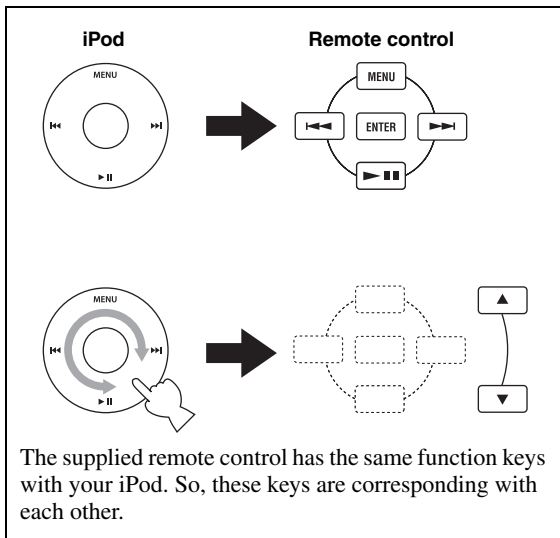 iPod Remote control
MENU MENU
⏮ ⏭ ⏮ ENTER ⏭
▶⏸ ▶⏸
MENU ▲
⏮ ⏭
▶⏸ ▼
The supplied remote control has the same function keys
with your iPod. So, these keys are corresponding with
each other.